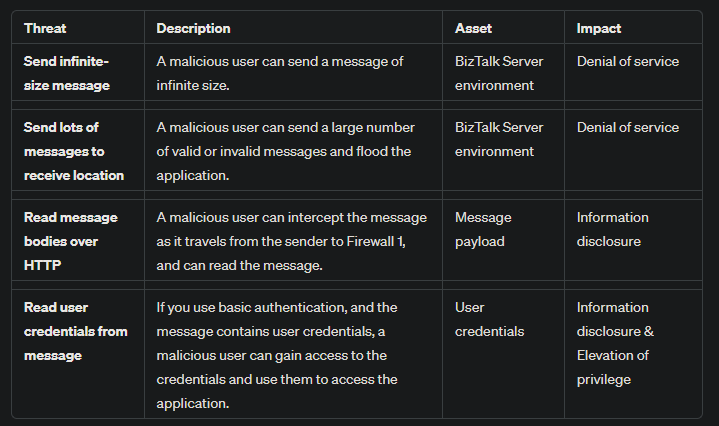 Threat Description Asset Impact
Send infinite- A malicious user can send a message of BizTalk Server Denial of service
size message infinite size. environment
Send lots of A malicious user can send a large number BizTalk Server Denial of service
messages to of valid or invalid messages and flood the environment
receive location application.
Read message A malicious user can intercept the message Message Information
bodies over as it travels from the sender to Firewall 1, payload disclosure
HTTP and can read the message.
Read user If you use basic authentication, and the User Information
credentials from message contains user credentials, a credentials disclosure &
message malicious user can gain access to the Elevation of
credentials and use them to access the privilege
application.